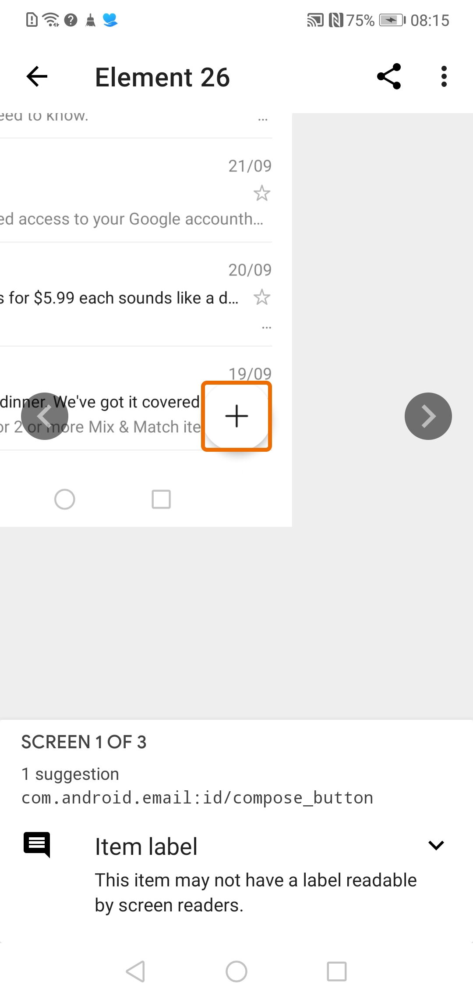 75% 08:15
Element 26
eed to know. ...
21/09
ed access to your Google accounth...
20/09
s for $5.99 each sounds like a d...
...
19/09
dinner. We've got it covered
or 2 or more Mix & Match ite
SCREEN 1 OF 3
1 suggestion
com.android.email:id/compose_button
Item label
This item may not have a label readable
by screen readers.